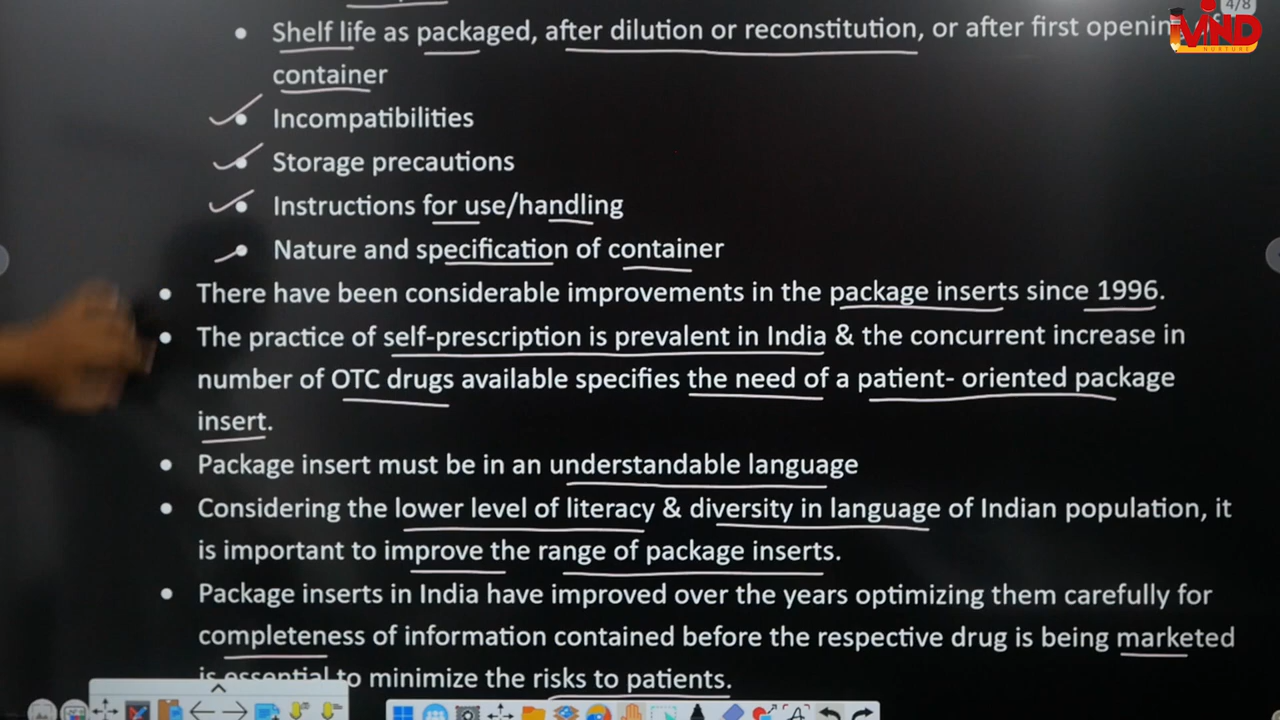 4/8
MIND
NURTURE
Shelf life as packaged, after dilution or reconstitution, or after first opening
container
Incompatibilities
Storage precautions
Instructions for use/handling
Nature and specification of container
There have been considerable improvements in the package inserts since 1996.
The practice of self-prescription is prevalent in India & the concurrent increase in
number of OTC drugs available specifies the need of a patient- oriented package
insert.
Package insert must be in an understandable language
Considering the lower level of literacy & diversity in language of Indian population, it
is important to improve the range of package inserts.
Package inserts in India have improved over the years optimizing them carefully for
completeness of information contained before the respective drug is being marketed
is essential to minimize the risks to patients.